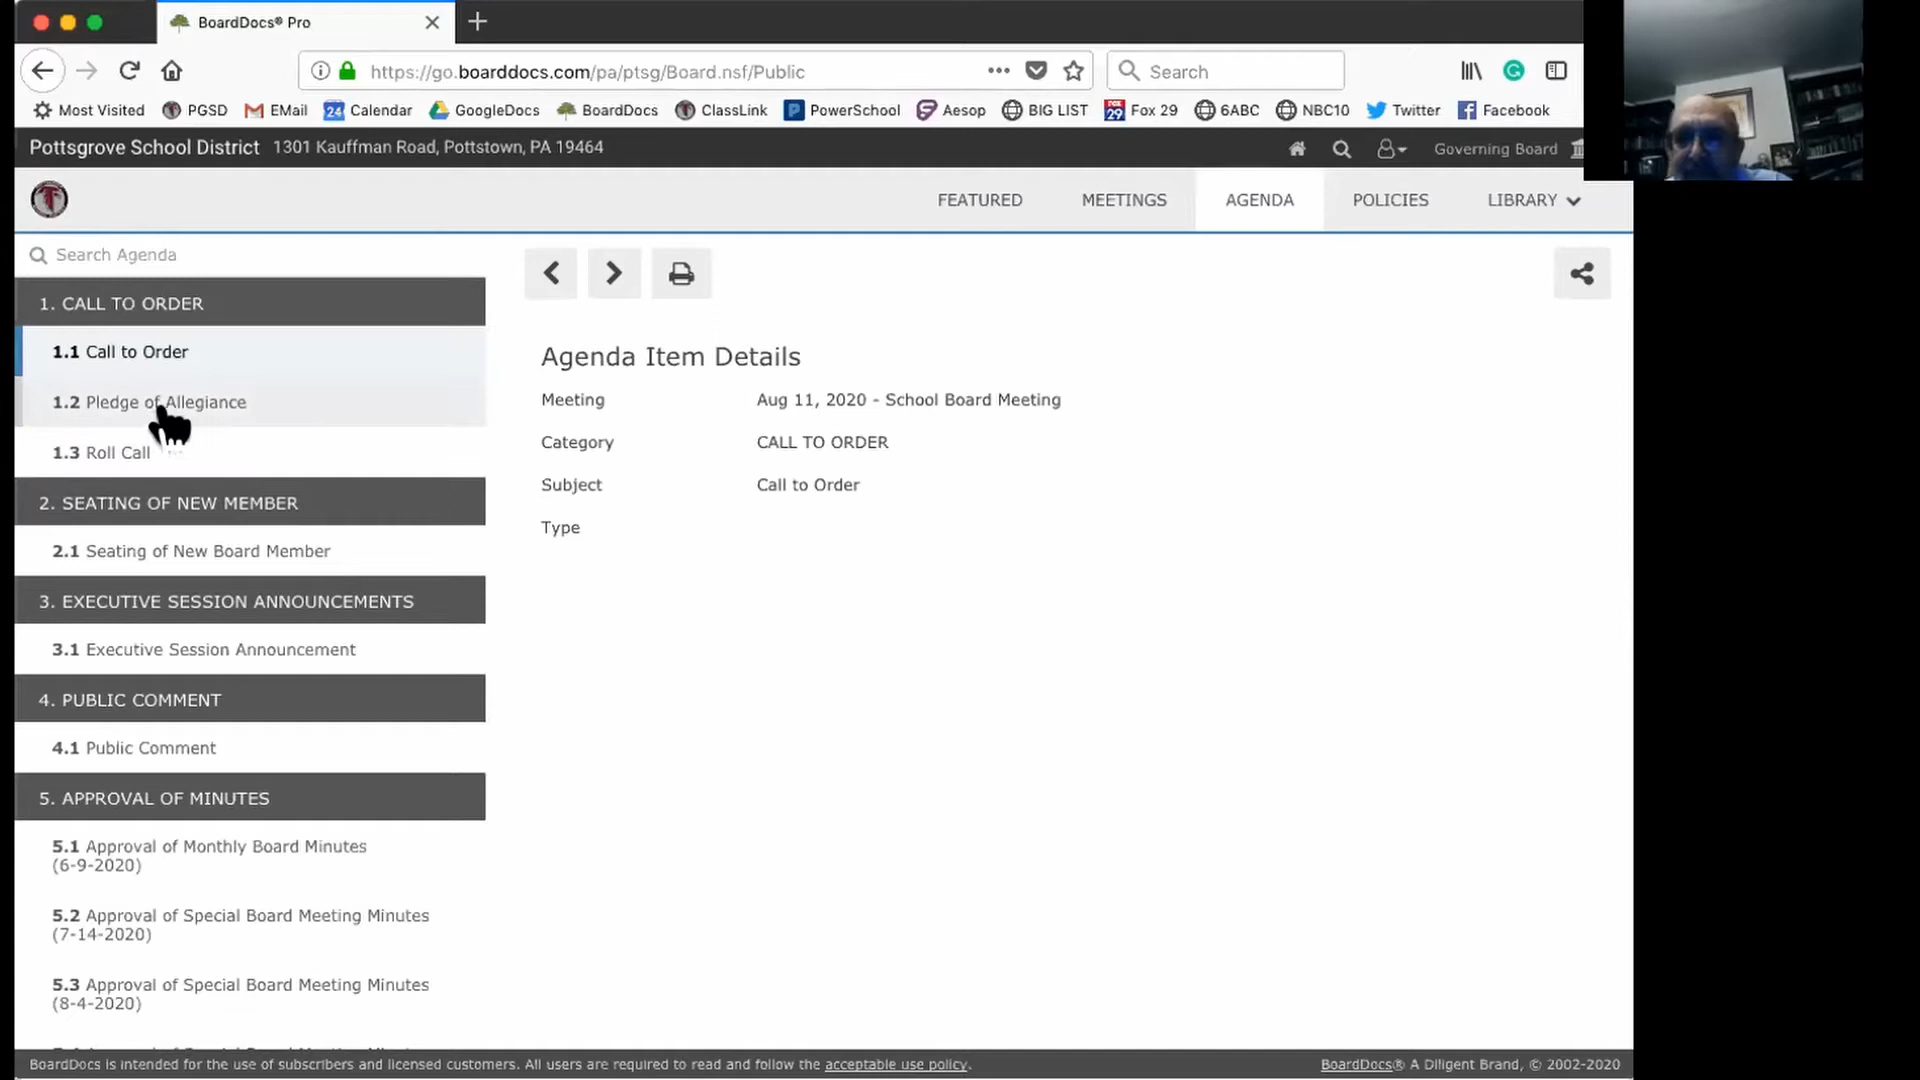 BoardDocs® Pro
https://go.boarddocs.com/pa/ptsg/Board.nsf/Public
Search
Most Visited PGSD EMail 24 Calendar GoogleDocs BoardDocs ClassLink PowerSchool Aesop BIG LIST FOX 29 Fox 29 6ABC NBC10 Twitter Facebook
Pottsgrove School District 1301 Kauffman Road, Pottstown, PA 19464
Governing Board
FEATURED MEETINGS AGENDA POLICIES LIBRARY
Search Agenda
1. CALL TO ORDER
1.1 Call to Order
1.2 Pledge of Allegiance
1.3 Roll Call
2. SEATING OF NEW MEMBER
2.1 Seating of New Board Member
3. EXECUTIVE SESSION ANNOUNCEMENTS
3.1 Executive Session Announcement
4. PUBLIC COMMENT
4.1 Public Comment
5. APPROVAL OF MINUTES
5.1 Approval of Monthly Board Minutes
(6-9-2020)
5.2 Approval of Special Board Meeting Minutes
(7-14-2020)
5.3 Approval of Special Board Meeting Minutes
(8-4-2020)
Agenda Item Details
Meeting Aug 11, 2020 - School Board Meeting
Category CALL TO ORDER
Subject Call to Order
Type
BoardDocs is intended for the use of subscribers and licensed customers. All users are required to read and follow the acceptable use policy.
BoardDocs® A Diligent Brand, © 2002-2020